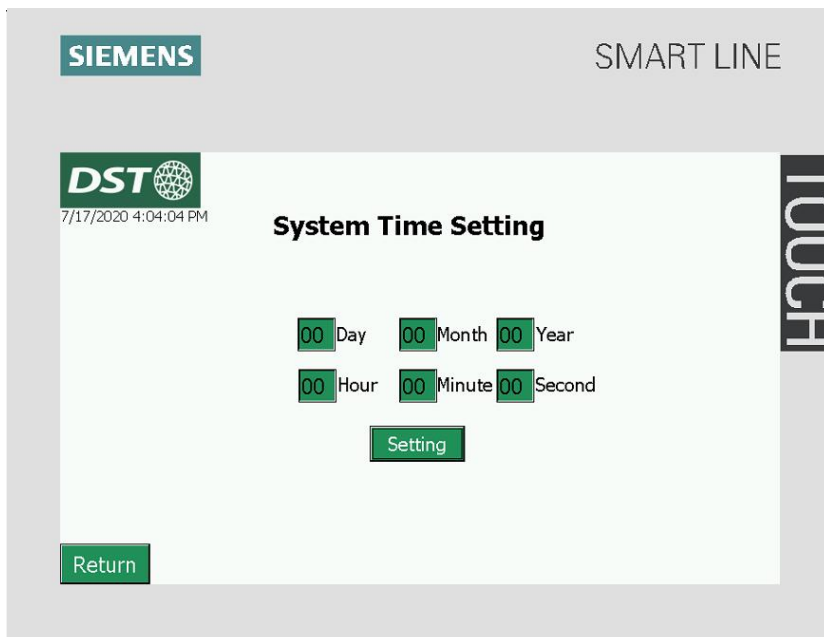 SIEMENS
SMART LINE
DST
7/17/2020 4:04:04 PM
System Time Setting
TOUCH
00 Day 00 Month 00 Year
00 Hour 00 Minute 00 Second
Setting
Return